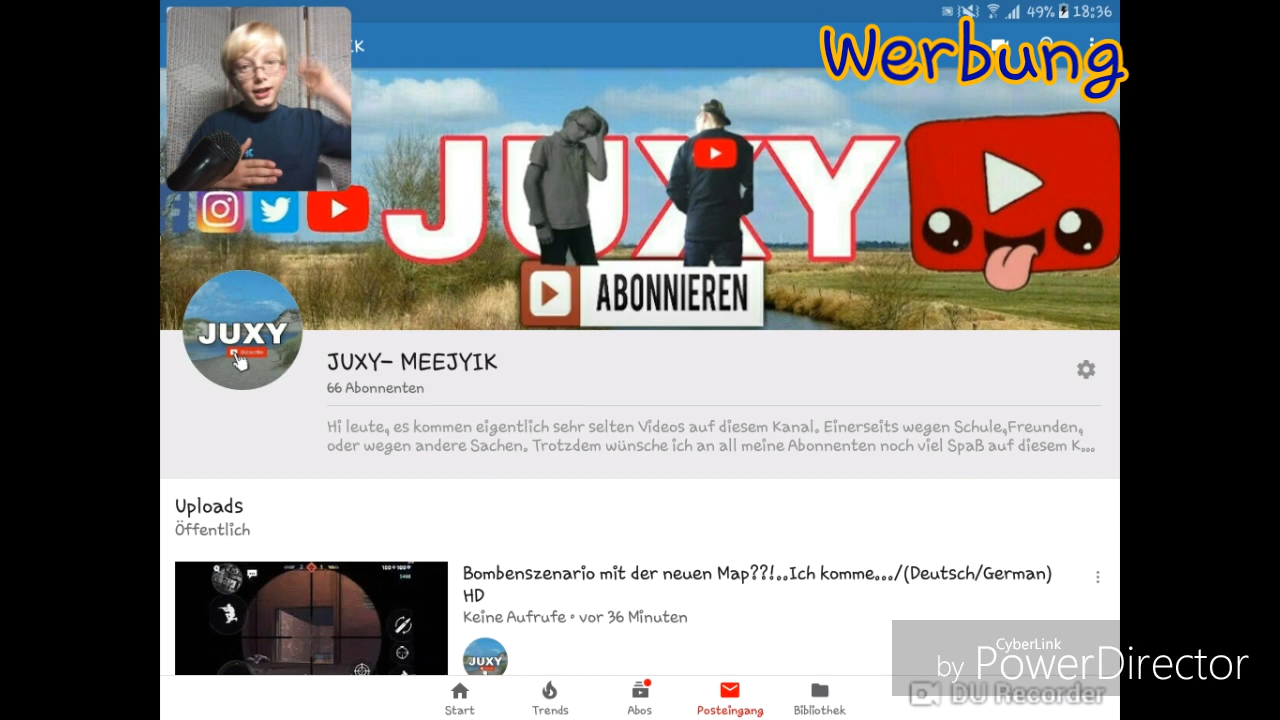 49% 18:36
Werbung
IK
JUXY
ABONNIEREN
JUXY
JUXY- MEEJYIK
66 Abonnenten
Hi leute, es kommen eigentlich sehr selten Videos auf diesem Kanal. Einerseits wegen Schule,Freunden,
oder wegen andere Sachen. Trotzdem wünsche ich an all meine Abonnenten noch viel Spaß auf diesem K...
Uploads
Öffentlich
Bombenszenario mit der neuen Map??!..Ich komme.../(Deutsch/German)
HD
Keine Aufrufe • vor 36 Minuten
JUXY
CyberLink
by PowerDirector
DU Recorder
Start
Trends
Abos
Posteingang
Bibliothek